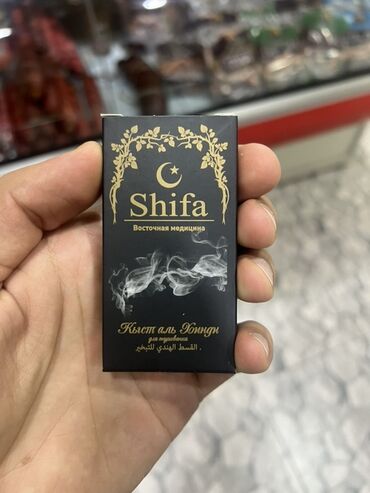 Shifa
Восточная медицина
Кыст аль Хинди
для окуривания
القسط الهندي للتبخير .